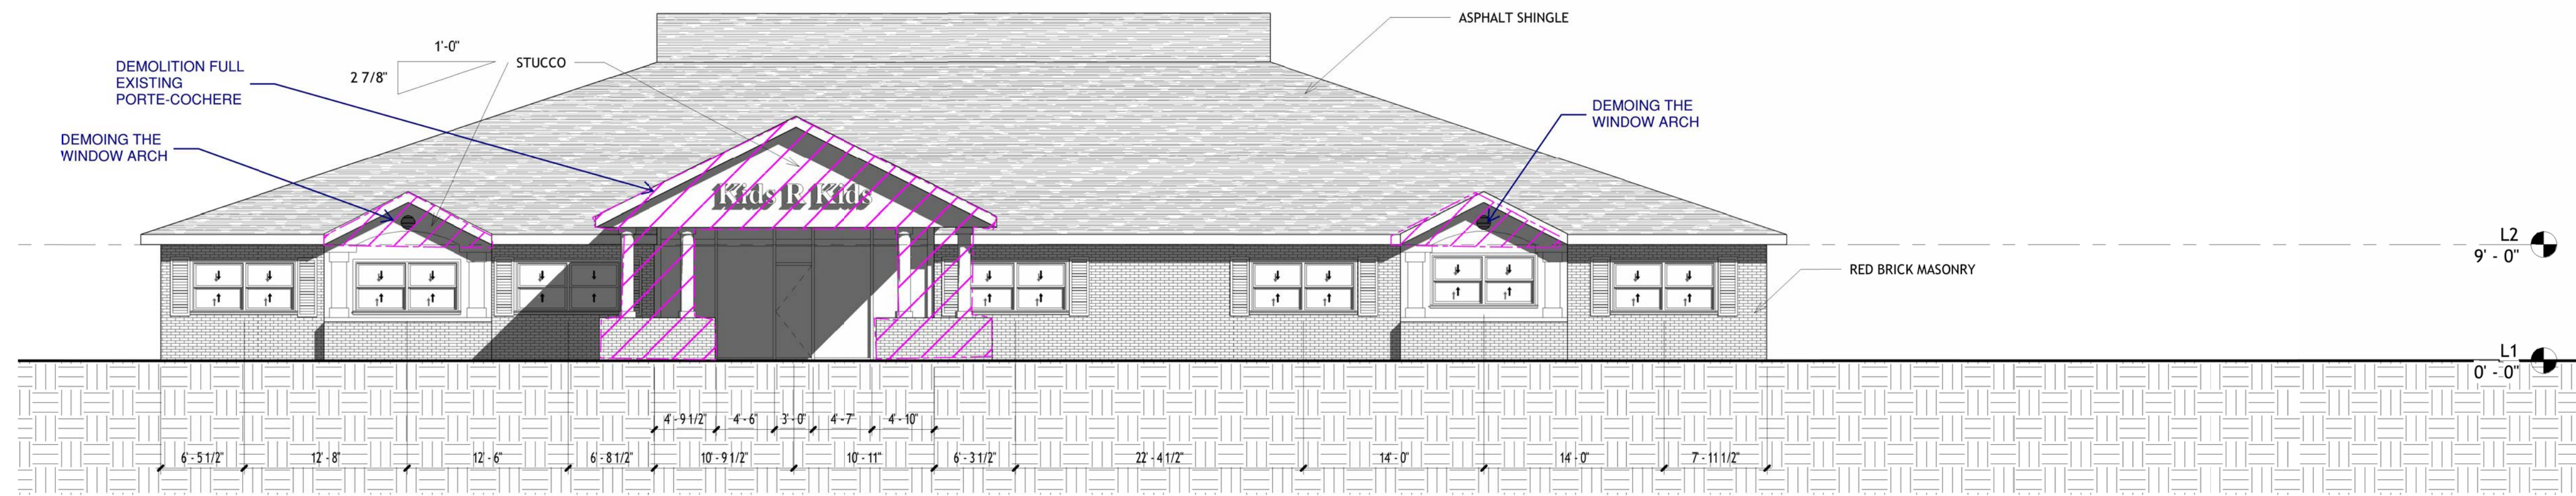 ASPHALT SHINGLE
1'-0"
STUCCO
2 7/8"
DEMOLITION FULL
EXISTING
PORTE-COCHERE
DEMOING THE
WINDOW ARCH
DEMOING THE
WINDOW ARCH
Kids R Kids
L2
9' - 0"
RED BRICK MASONRY
L1
0' - 0"
4' - 9 1/2" 4' - 6" 3' - 0" 4' - 7" 4' - 10"
6' - 5 1/2" 12' - 8" 12' - 6" 6' - 8 1/2" 10' - 9 1/2" 10' - 11" 6' - 3 1/2" 22' - 4 1/2" 14' - 0" 14' - 0" 7' - 11 1/2"